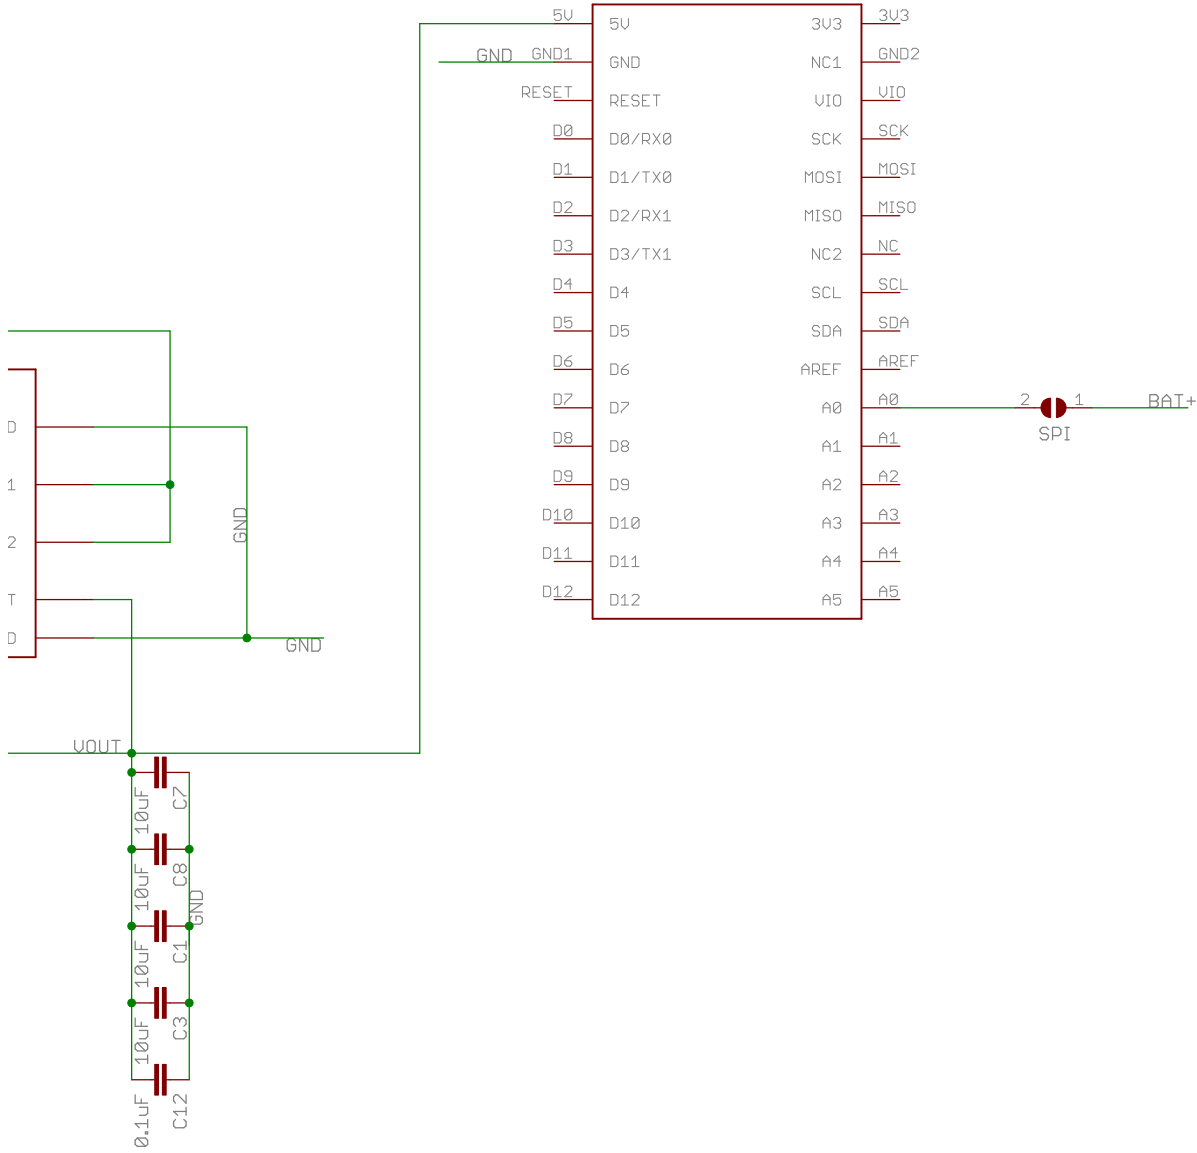 5V 5V 3V3 3V3
GND GND1 GND NC1 GND2
RESET RESET VIO VIO
D0 D0/RX0 SCK SCK
D1 D1/TX0 MOSI MOSI
D2 D2/RX1 MISO MISO
D3 D3/TX1 NC2 NC
D4 D4 SCL SCL
D5 D5 SDA SDA
D6 D6 AREF AREF
D7 D7 A0 A0 2 1 BAT+
SPI
D8 D8 A1 A1
D9 D9 A2 A2
D10 D10 A3 A3
D11 D11 A4 A4
D12 D12 A5 A5
D
1
2
T
D
GND
GND
VOUT
10uF C7
10uF C8
GND
10uF C1
10uF C3
0.1uF C12